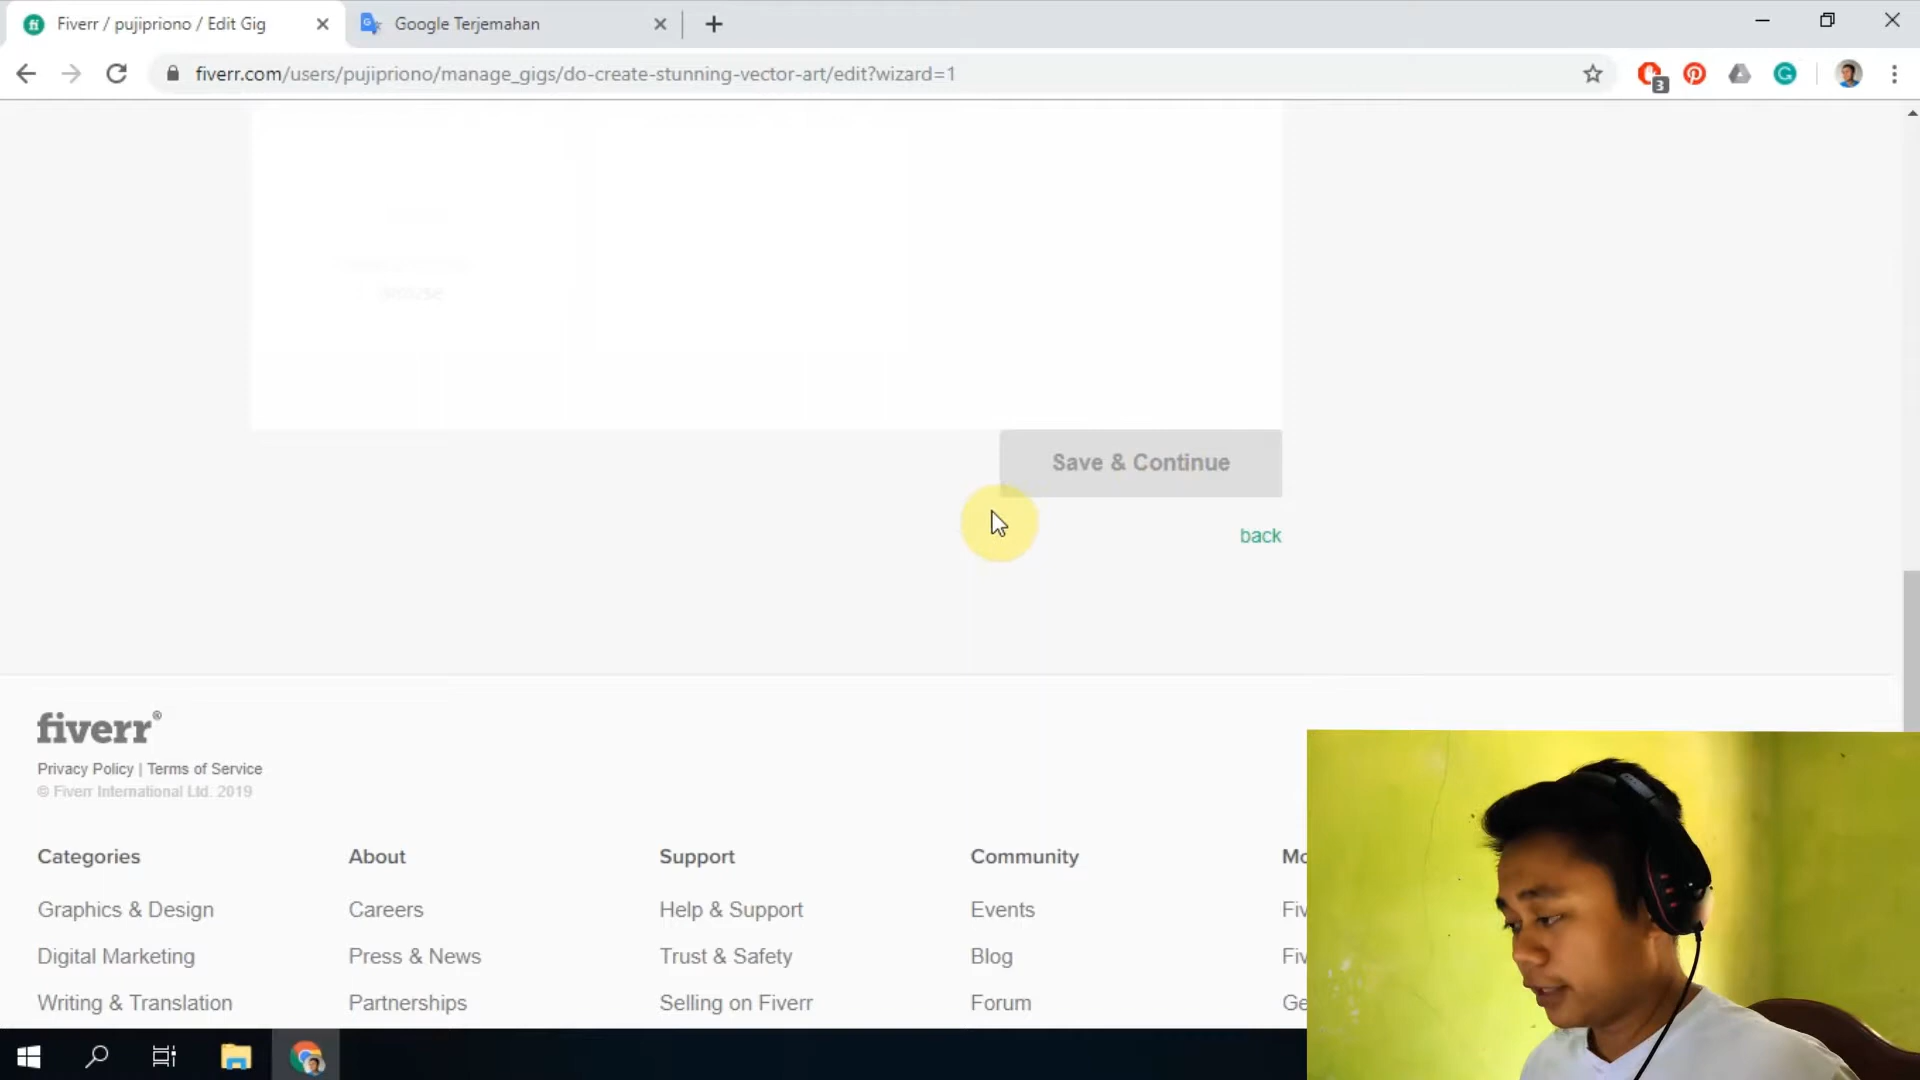 Fiverr / pujipriono / Edit Gig
Google Terjemahan
fiverr.com/users/pujipriono/manage_gigs/do-create-stunning-vector-art/edit?wizard=1
3
Save & Continue
back
fiverr®
Privacy Policy | Terms of Service
© Fiverr International Ltd. 2019
Categories
About
Support
Community
Graphics & Design
Careers
Help & Support
Events
Digital Marketing
Press & News
Trust & Safety
Blog
Writing & Translation
Partnerships
Selling on Fiverr
Forum